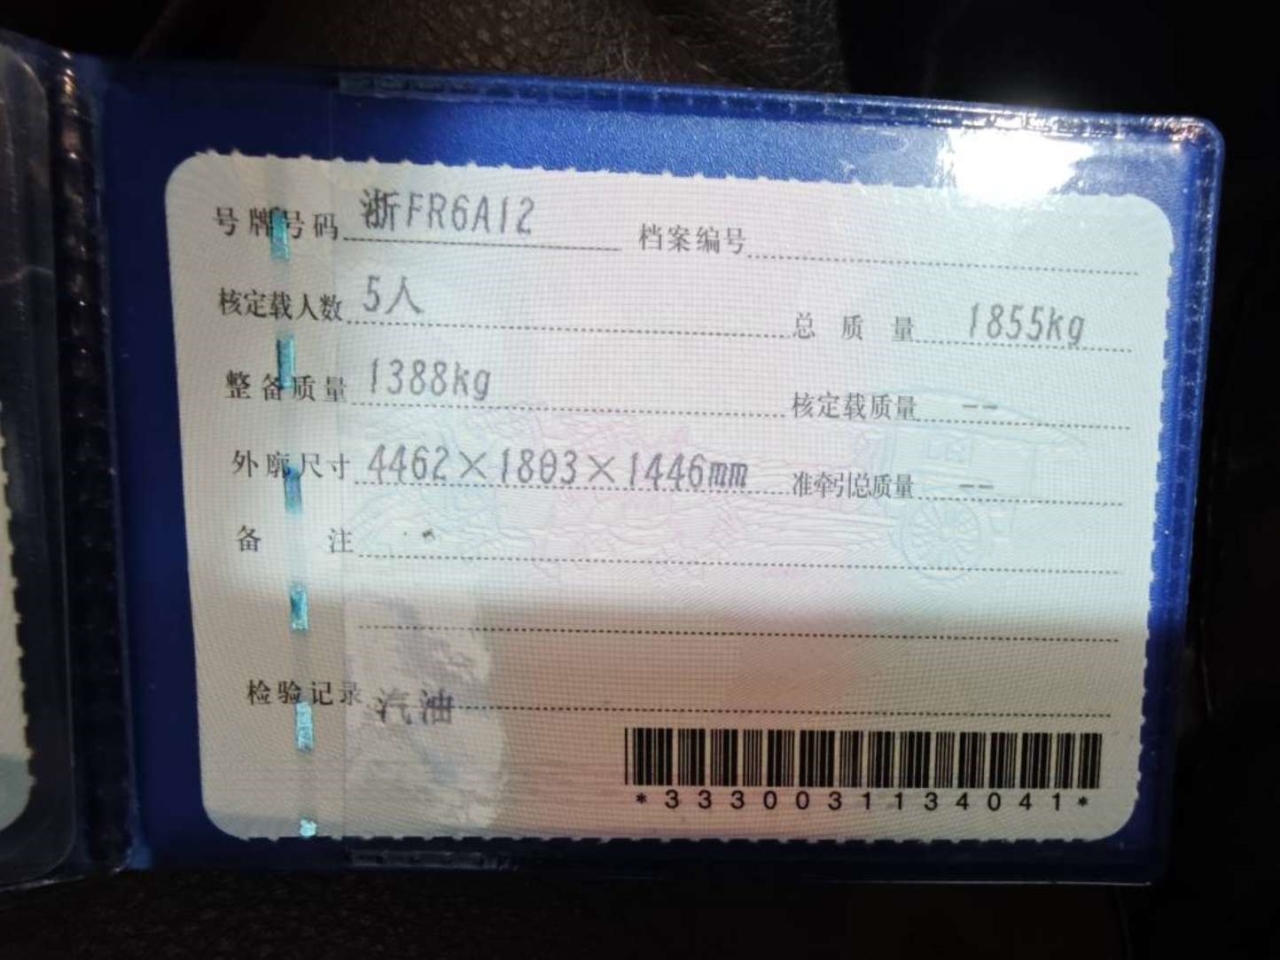 号牌号码 浙FR6A12 档案编号
核定载人数 5人 总质量 1855kg
整备质量 1388kg 核定载质量 --
外廓尺寸 4462×1803×1446mm 准牵引总质量 --
备注
检验记录 汽油
*3330031134041*